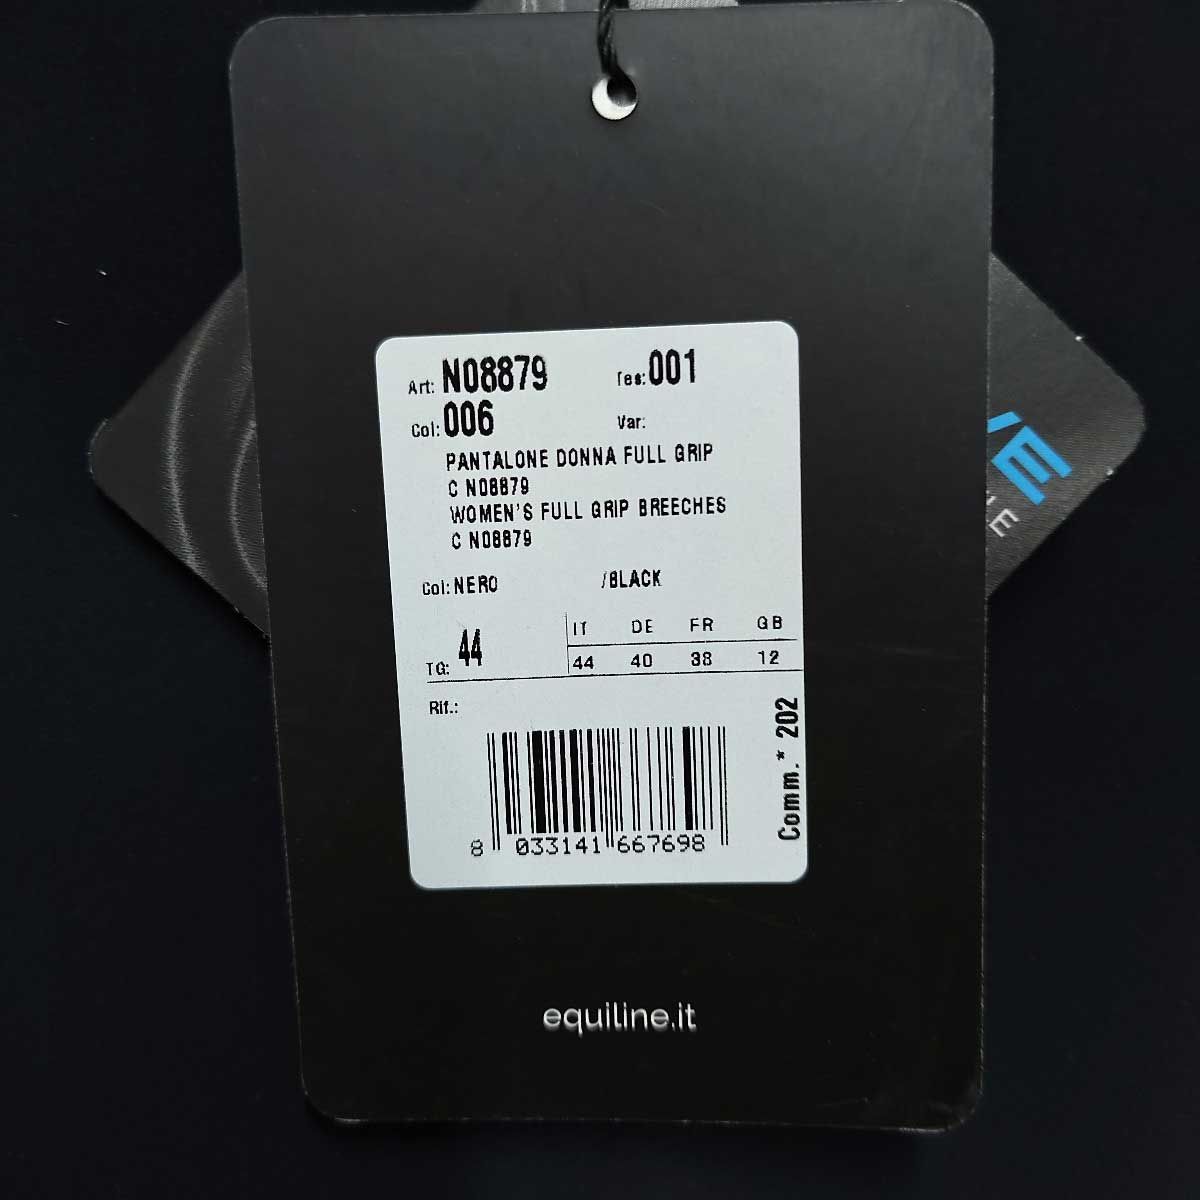 Art: N08879 Tes: 001
Col: 006 Var:
PANTALONE DONNA FULL GRIP
C N08879
WOMEN'S FULL GRIP BREECHES
C N08879
Col: NERO /BLACK
IT DE FR GB
TG: 44 44 40 38 12
Rif.:
Comm.* 202
8 033141 667698
equiline.it